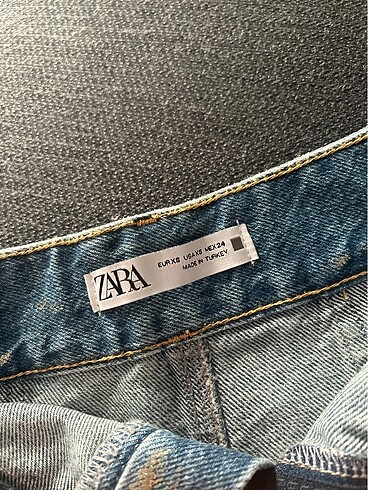 ZARA
EUR XS USA XS MEX 24
MADE IN TURKEY